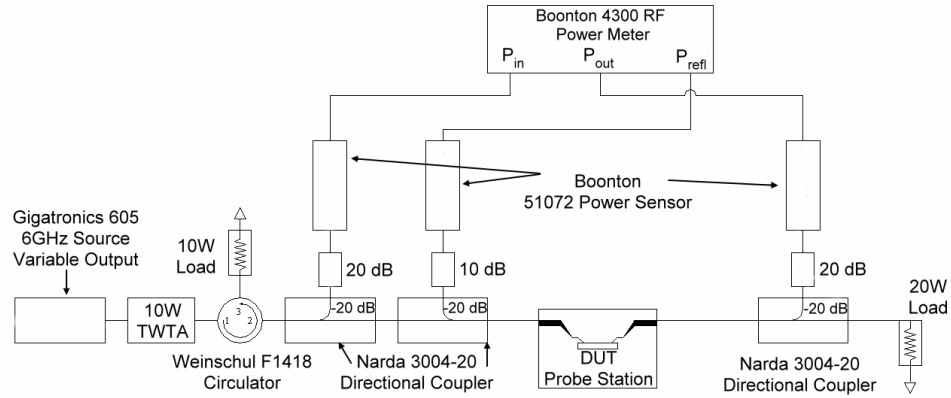 Boonton 4300 RF
Power Meter
Pin
Pout
Prefl
Boonton
51072 Power Sensor
Gigatronics 605
6GHz Source
Variable Output
10W
Load
20 dB
10 dB
20 dB
20W
Load
10W
TWTA
1
3
2
-20 dB
-20 dB
-20 dB
Weinschul F1418
Circulator
Narda 3004-20
Directional Coupler
DUT
Probe Station
Narda 3004-20
Directional Coupler